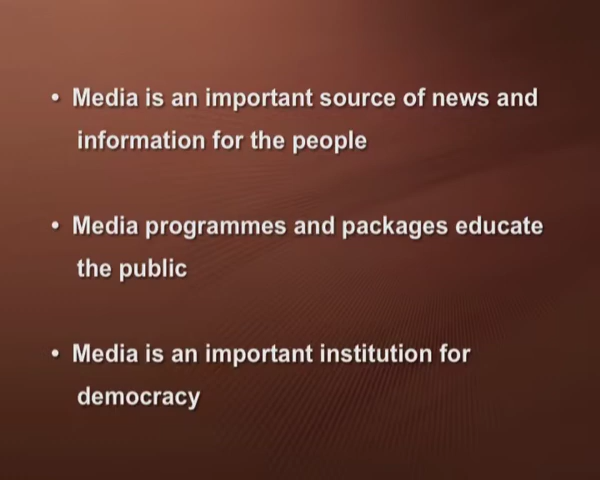 • Media is an important source of news and
information for the people
• Media programmes and packages educate
the public
• Media is an important institution for
democracy